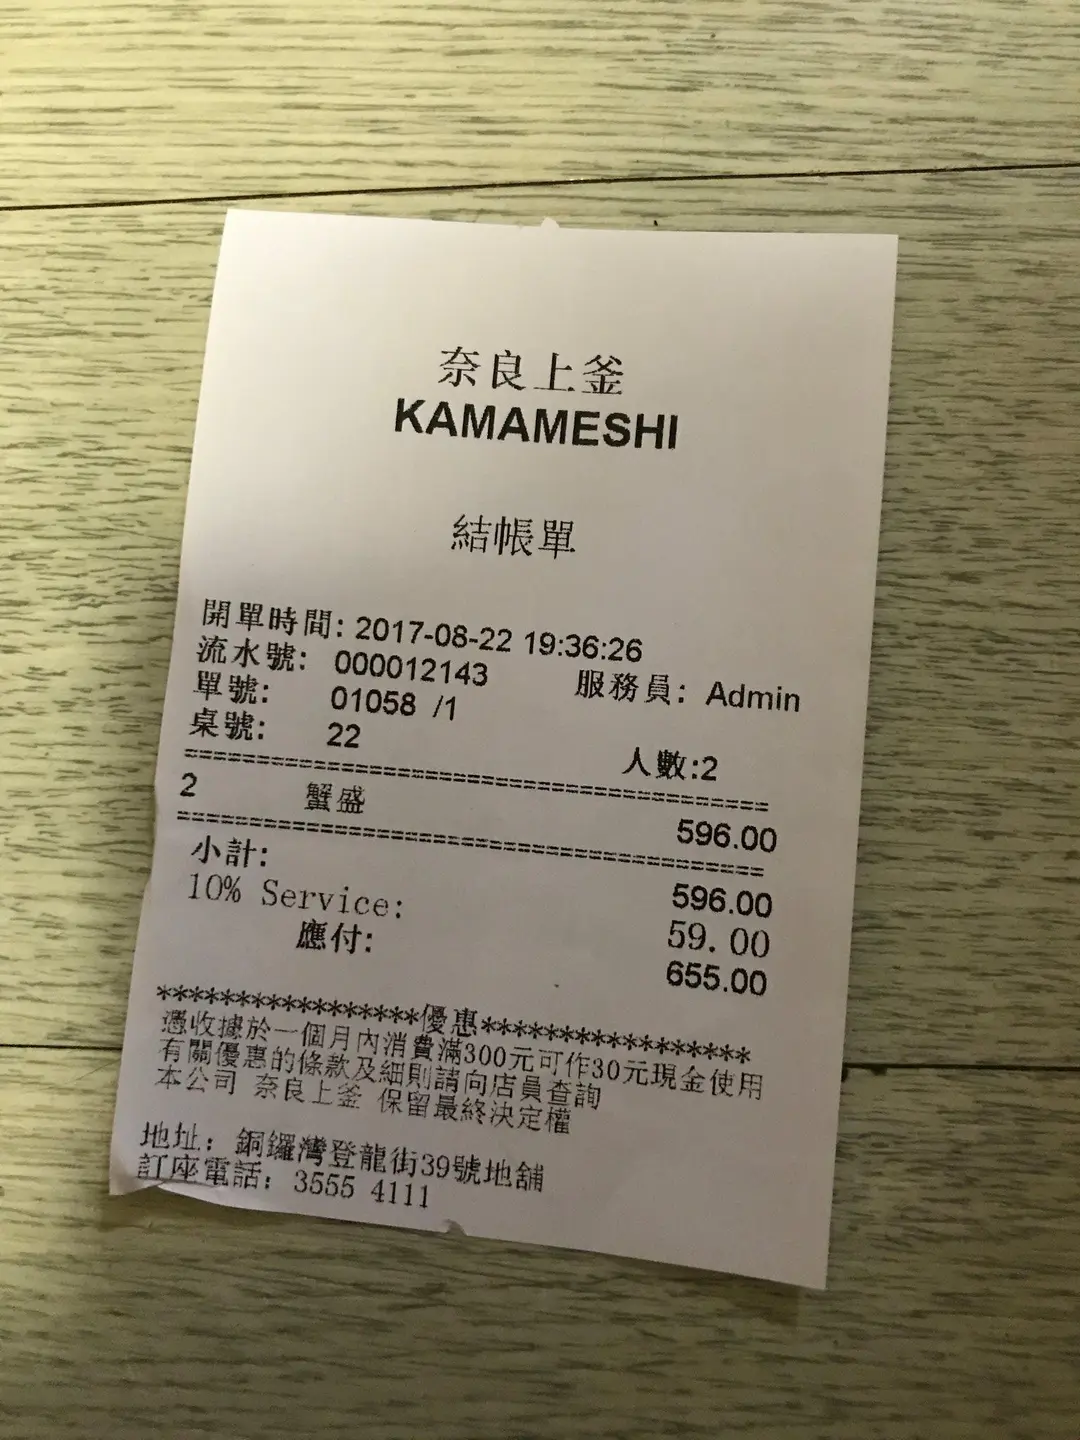 奈良上釜
KAMAMESHI
結帳單
開單時間: 2017-08-22 19:36:26
流水號: 000012143 服務員: Admin
單號: 01058 /1
桌號: 22 人數:2
==========================================
2 蟹盛 596.00
==========================================
小計: 596.00
10% Service: 59.00
應付: 655.00
*****************優惠*****************
憑收據於一個月內消費滿300元可作30元現金使用
有關優惠的條款及細則請向店員查詢
本公司 奈良上釜 保留最終決定權
地址: 銅鑼灣登龍街39號地舖
訂座電話: 3555 4111